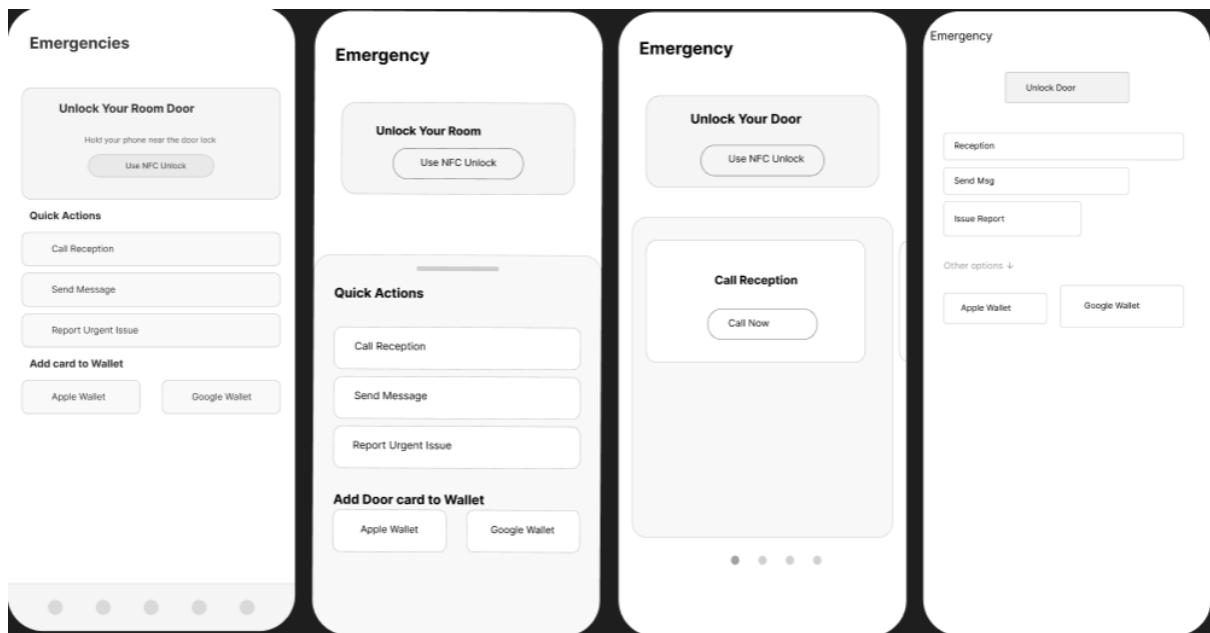 Emergencies
Unlock Your Room Door
Hold your phone near the door lock
Use NFC Unlock
Quick Actions
Call Reception
Send Message
Report Urgent Issue
Add card to Wallet
Apple Wallet
Google Wallet
Emergency
Unlock Your Room
Use NFC Unlock
Quick Actions
Call Reception
Send Message
Report Urgent Issue
Add Door card to Wallet
Apple Wallet
Google Wallet
Emergency
Unlock Your Door
Use NFC Unlock
Call Reception
Call Now
Emergency
Unlock Door
Reception
Send Msg
Issue Report
Other options ↓
Apple Wallet
Google Wallet